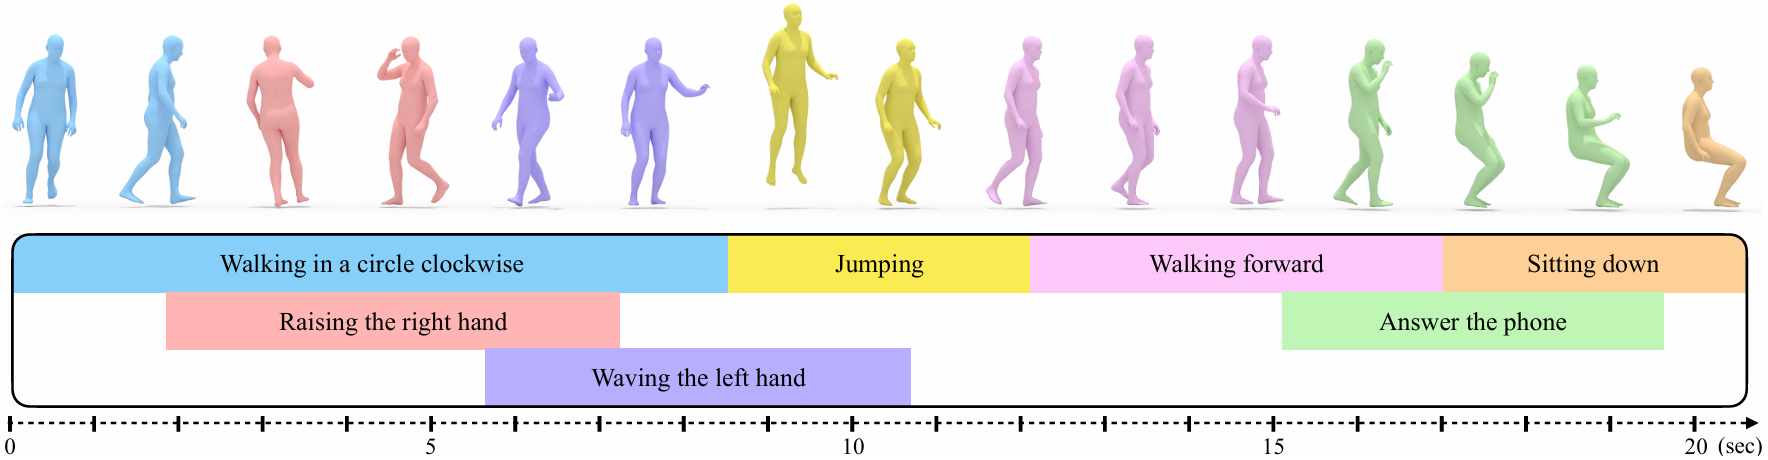 Walking in a circle clockwise
Jumping
Walking forward
Sitting down
Raising the right hand
Answer the phone
Waving the left hand
0
5
10
15
20
(sec)